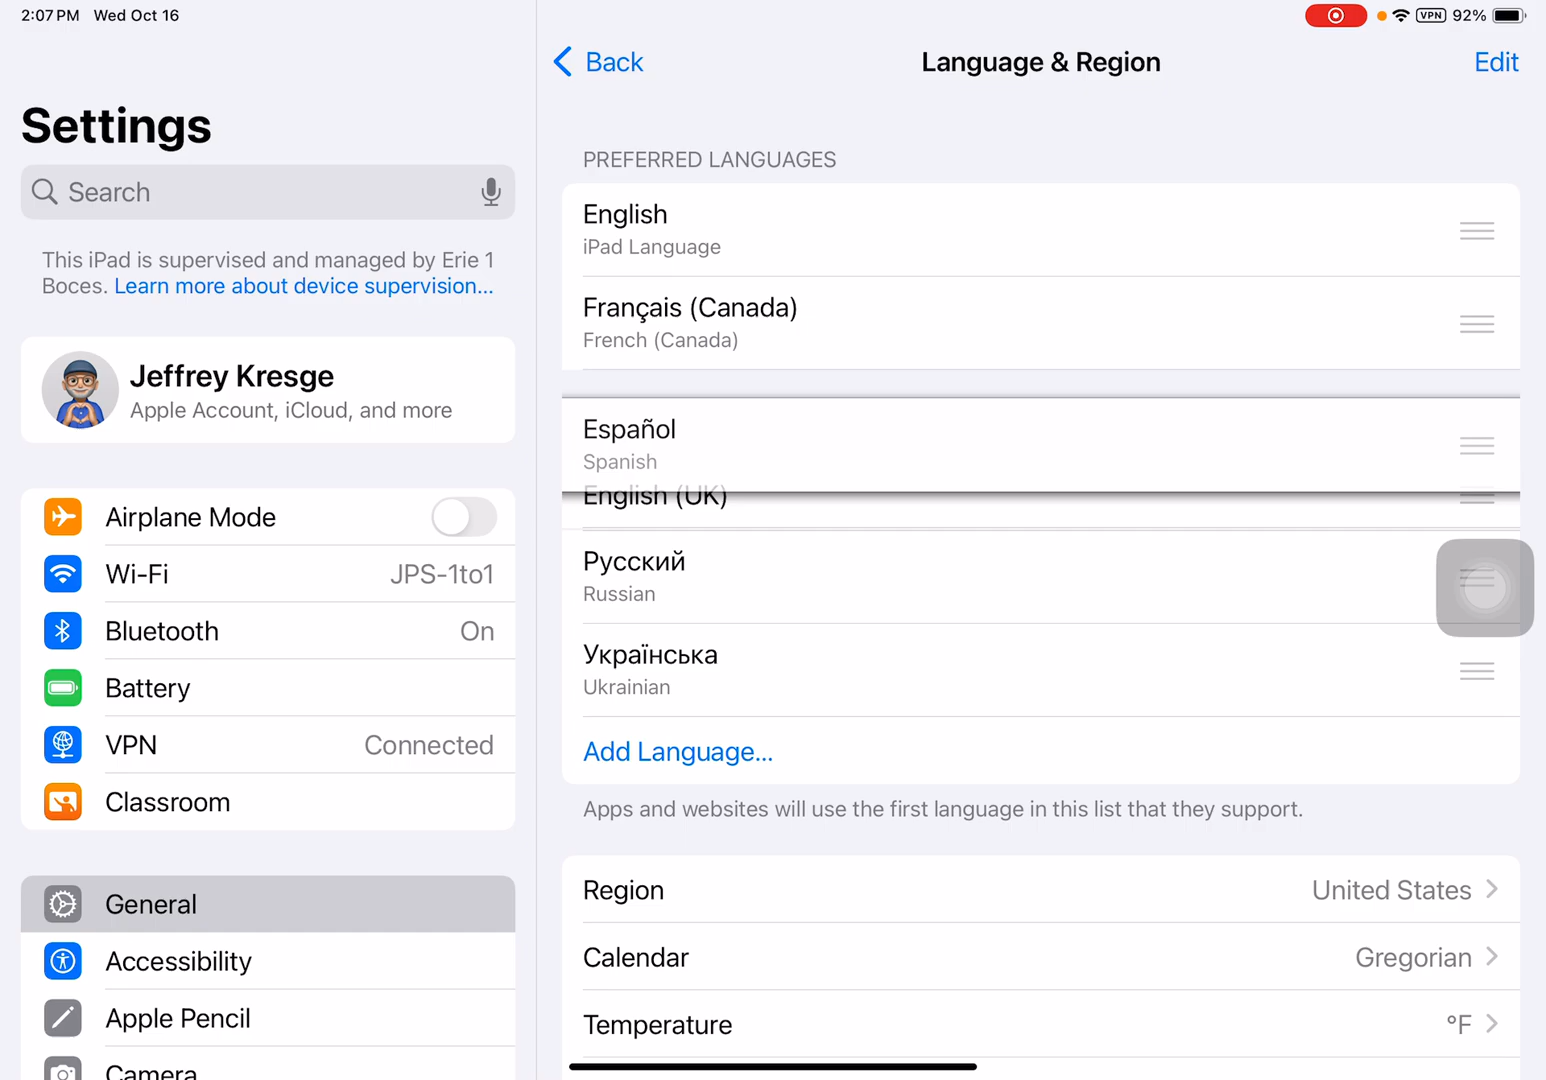 2:07 PM Wed Oct 16
VPN 92%
Settings
Search
This iPad is supervised and managed by Erie 1
Boces. Learn more about device supervision...
Jeffrey Kresge
Apple Account, iCloud, and more
Airplane Mode
Wi-Fi JPS-1to1
Bluetooth On
Battery
VPN Connected
Classroom
General
Accessibility
Apple Pencil
Camera
Back Language & Region Edit
PREFERRED LANGUAGES
English
iPad Language
Français (Canada)
French (Canada)
Español
Spanish
English (UK)
Русский
Russian
Українська
Ukrainian
Add Language...
Apps and websites will use the first language in this list that they support.
Region United States
Calendar Gregorian
Temperature °F